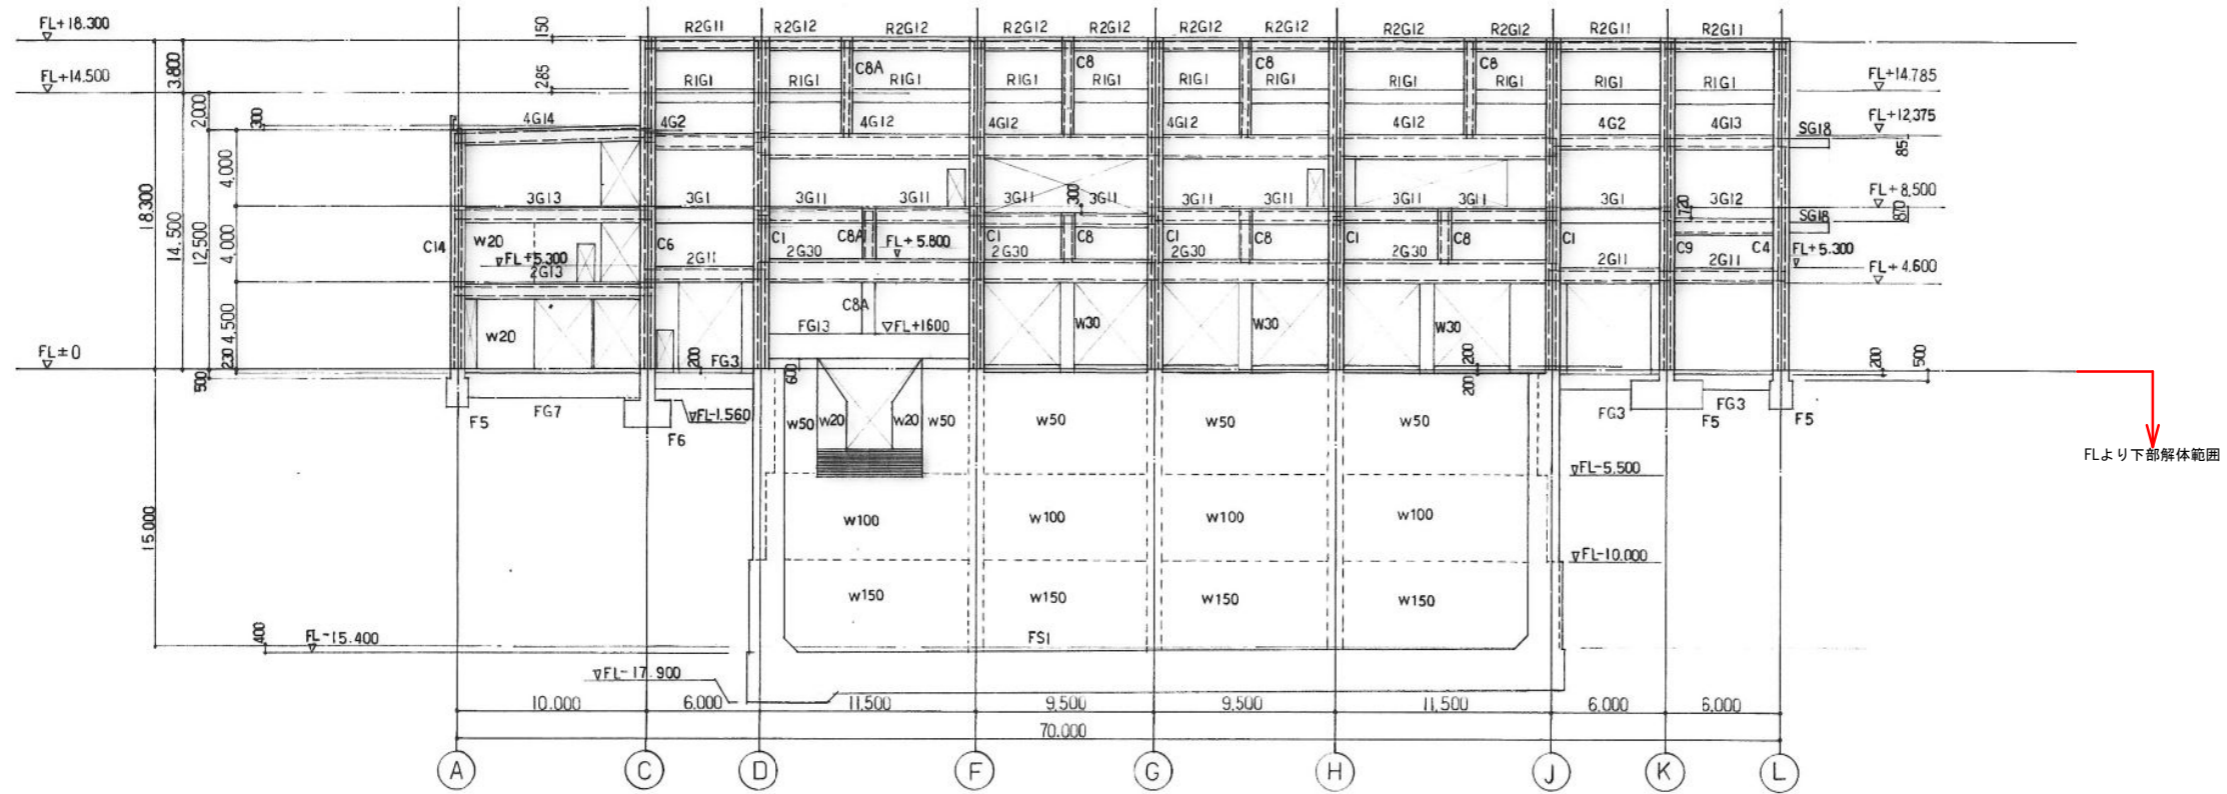 FL+18.300
150
R2G11
R2G12
R2G12
R2G12
R2G12
R2G12
R2G12
R2G12
R2G12
R2G11
R2G11
3.800
FL+14.500
285
R1G1
R1G1
C8A
R1G1
R1G1
C8
R1G1
R1G1
C8
R1G1
R1G1
C8
R1G1
R1G1
R1G1
FL+14.785
2.000
300
4G14
4G2
4G12
4G12
4G12
4G12
4G2
4G13
SG18
FL+12,375
85
4,000
18.300
14.500
12,500
3G13
3G1
3G11
3G11
3G11
300
3G11
3G11
3G11
3G11
3G11
3G1
720
3G12
FL+8,500
SG18
870
4,000
C14
W20
C6
C1
C8A
C1
C8
C1
C8
C1
C8
C1
C9
C4
FL+5.300
2G13
2G11
2G30
FL+5.800
2G30
2G30
2G30
2G11
2G11
FL+5.300
FL+4.600
4,500
W20
C8A
FG13
FL+1600
W30
W30
W30
FL±0
230
500
200
FG3
600
200
200
200
500
F5
FG7
FL-1.560
F6
W50
W20
W20
W50
W50
W50
W50
FG3
F5
FG3
F5
FLより下部解体範囲
FL-5,500
15.000
W100
W100
W100
W100
FL-10.000
W150
W150
W150
W150
400
FL-15.400
FS1
FL-17.900
10.000
6.000
11,500
9,500
9,500
11,500
6.000
6.000
70.000
A
C
D
F
G
H
J
K
L